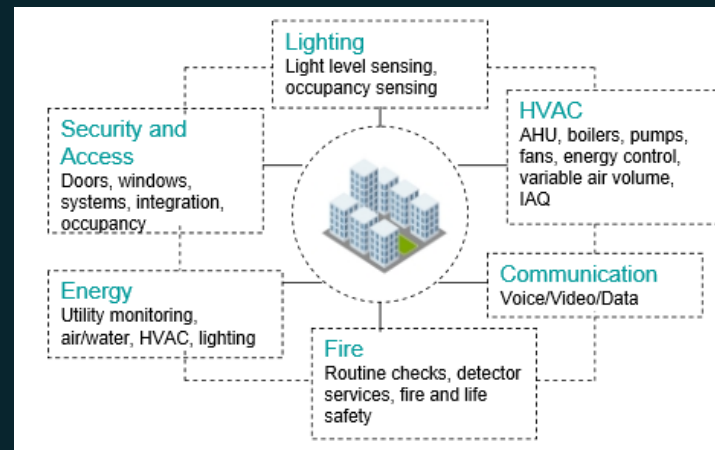 Lighting
Light level sensing,
occupancy sensing
HVAC
AHU, boilers, pumps,
fans, energy control,
variable air volume,
IAQ
Security and
Access
Doors, windows,
systems, integration,
occupancy
Communication
Voice/Video/Data
Energy
Utility monitoring,
air/water, HVAC, lighting
Fire
Routine checks, detector
services, fire and life
safety